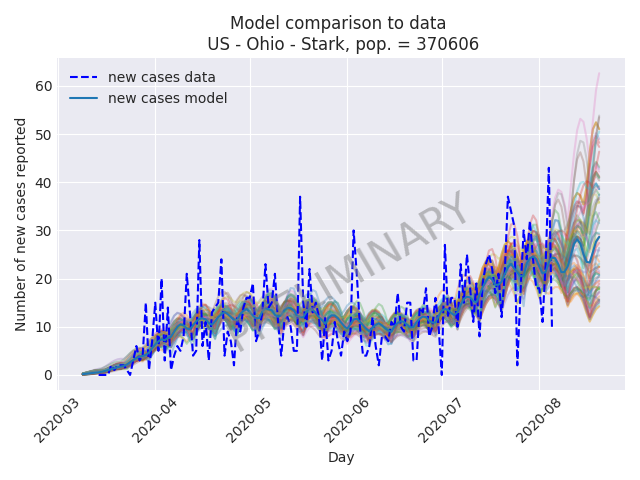 Model comparison to data
US - Ohio - Stark, pop. = 370606
new cases data
new cases model
PRELIMINARY
Number of new cases reported
60
50
40
30
20
10
0
2020-03
2020-04
2020-05
2020-06
2020-07
2020-08
Day